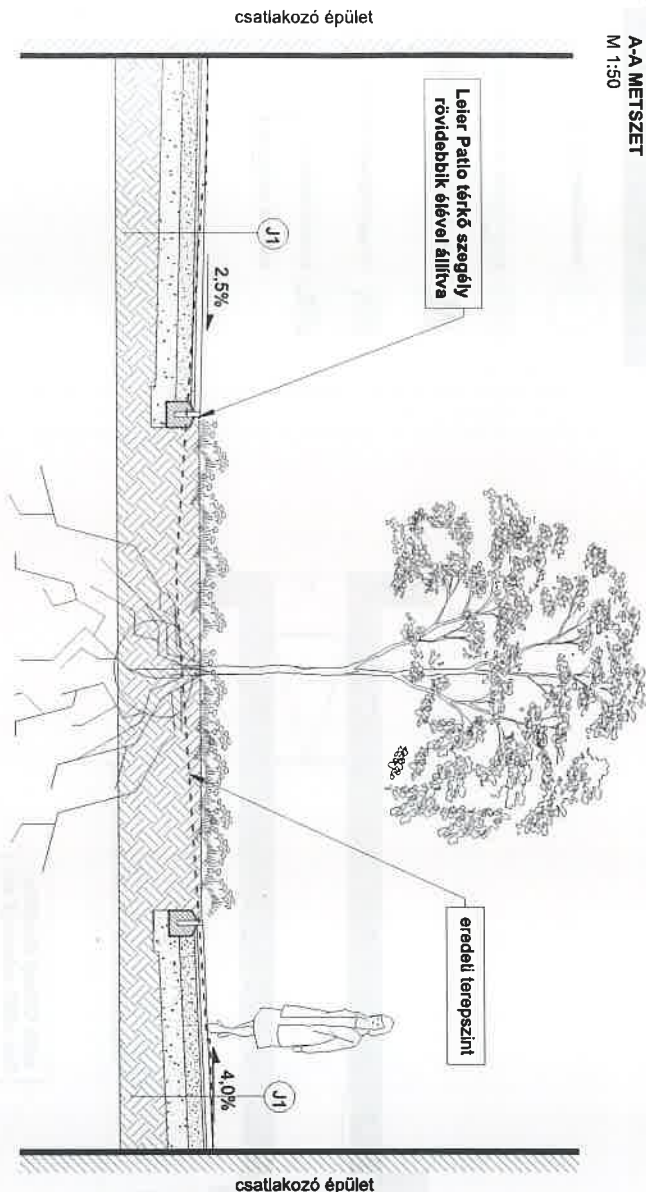 A-A METSZET
M 1:50
csatlakozó épület
Leier Patio térkő szegély
rövidebbik élével állítva
J1
2,5%
eredeti terepszint
4,0%
J1
csatlakozó épület